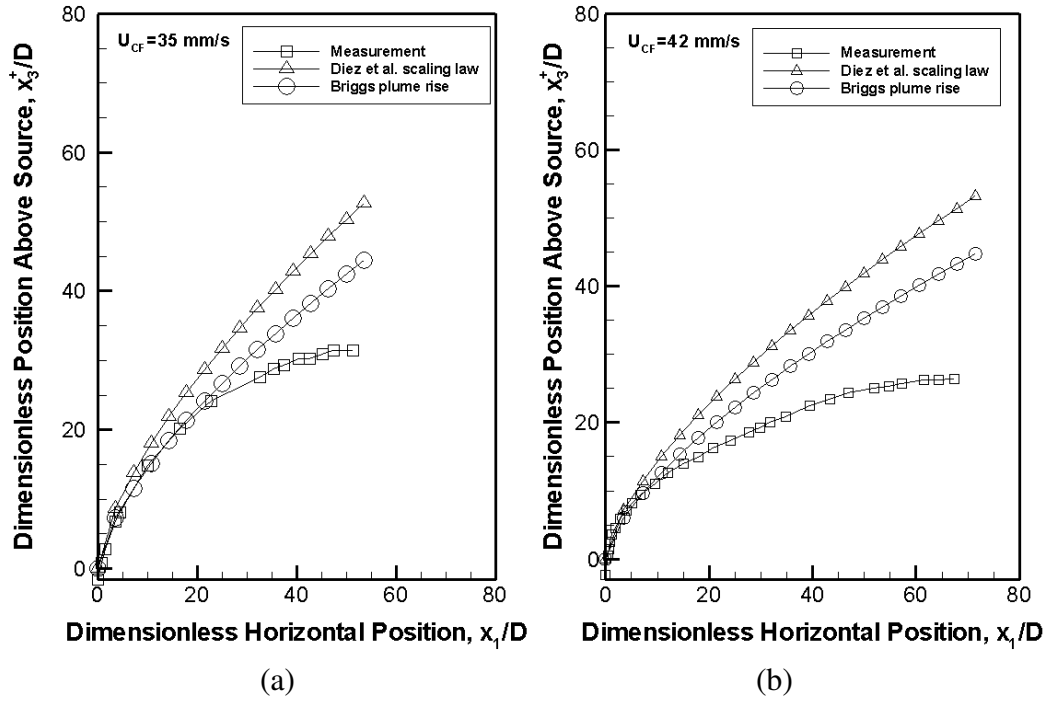 U_CF=35 mm/s
Measurement
Diez et al. scaling law
Briggs plume rise
Dimensionless Position Above Source, x₃⁺/D
80
60
40
20
0
0 20 40 60 80
Dimensionless Horizontal Position, x₁/D
(a)
U_CF=42 mm/s
Measurement
Diez et al. scaling law
Briggs plume rise
Dimensionless Position Above Source, x₃⁺/D
80
60
40
20
0
0 20 40 60 80
Dimensionless Horizontal Position, x₁/D
(b)